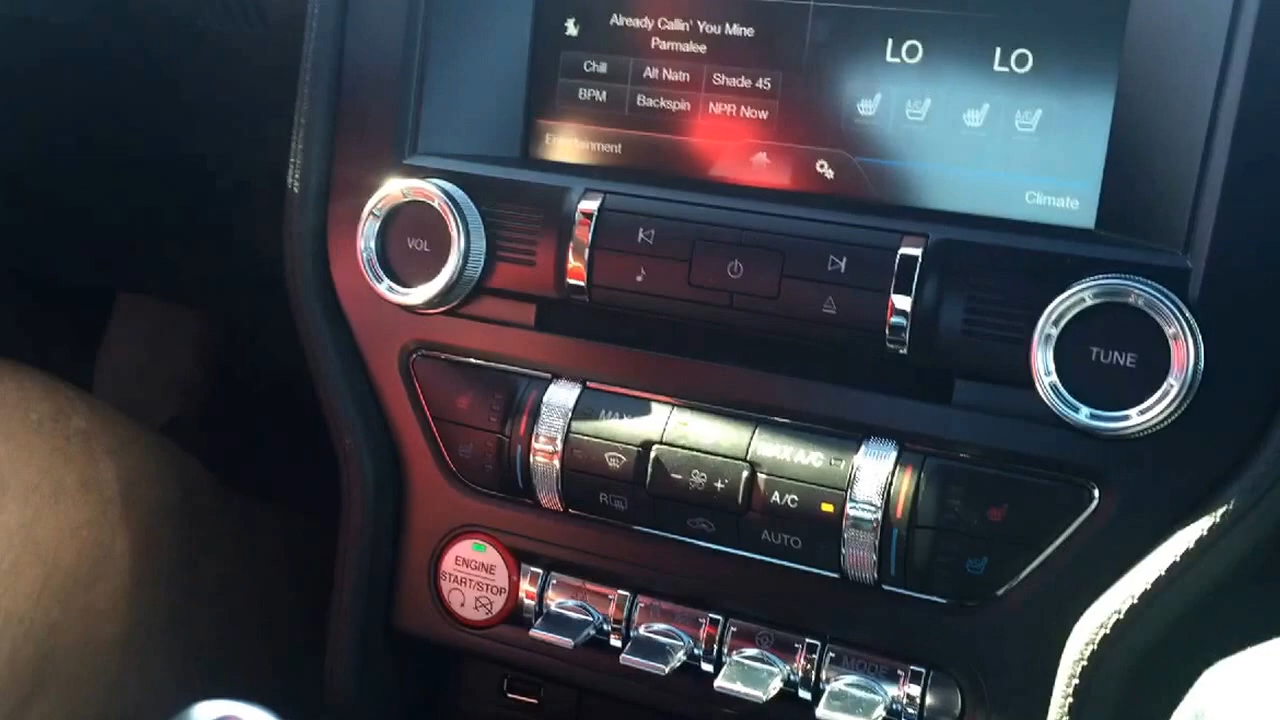 Already Callin' You Mine
Parmalee
LO LO
Chill Alt Natn Shade 45
BPM Backspin NPR Now
A/C A/C
Entertainment
Climate
VOL
TUNE
MAX
MAX A/C
R
A/C
AUTO
ENGINE
START/STOP
MODE